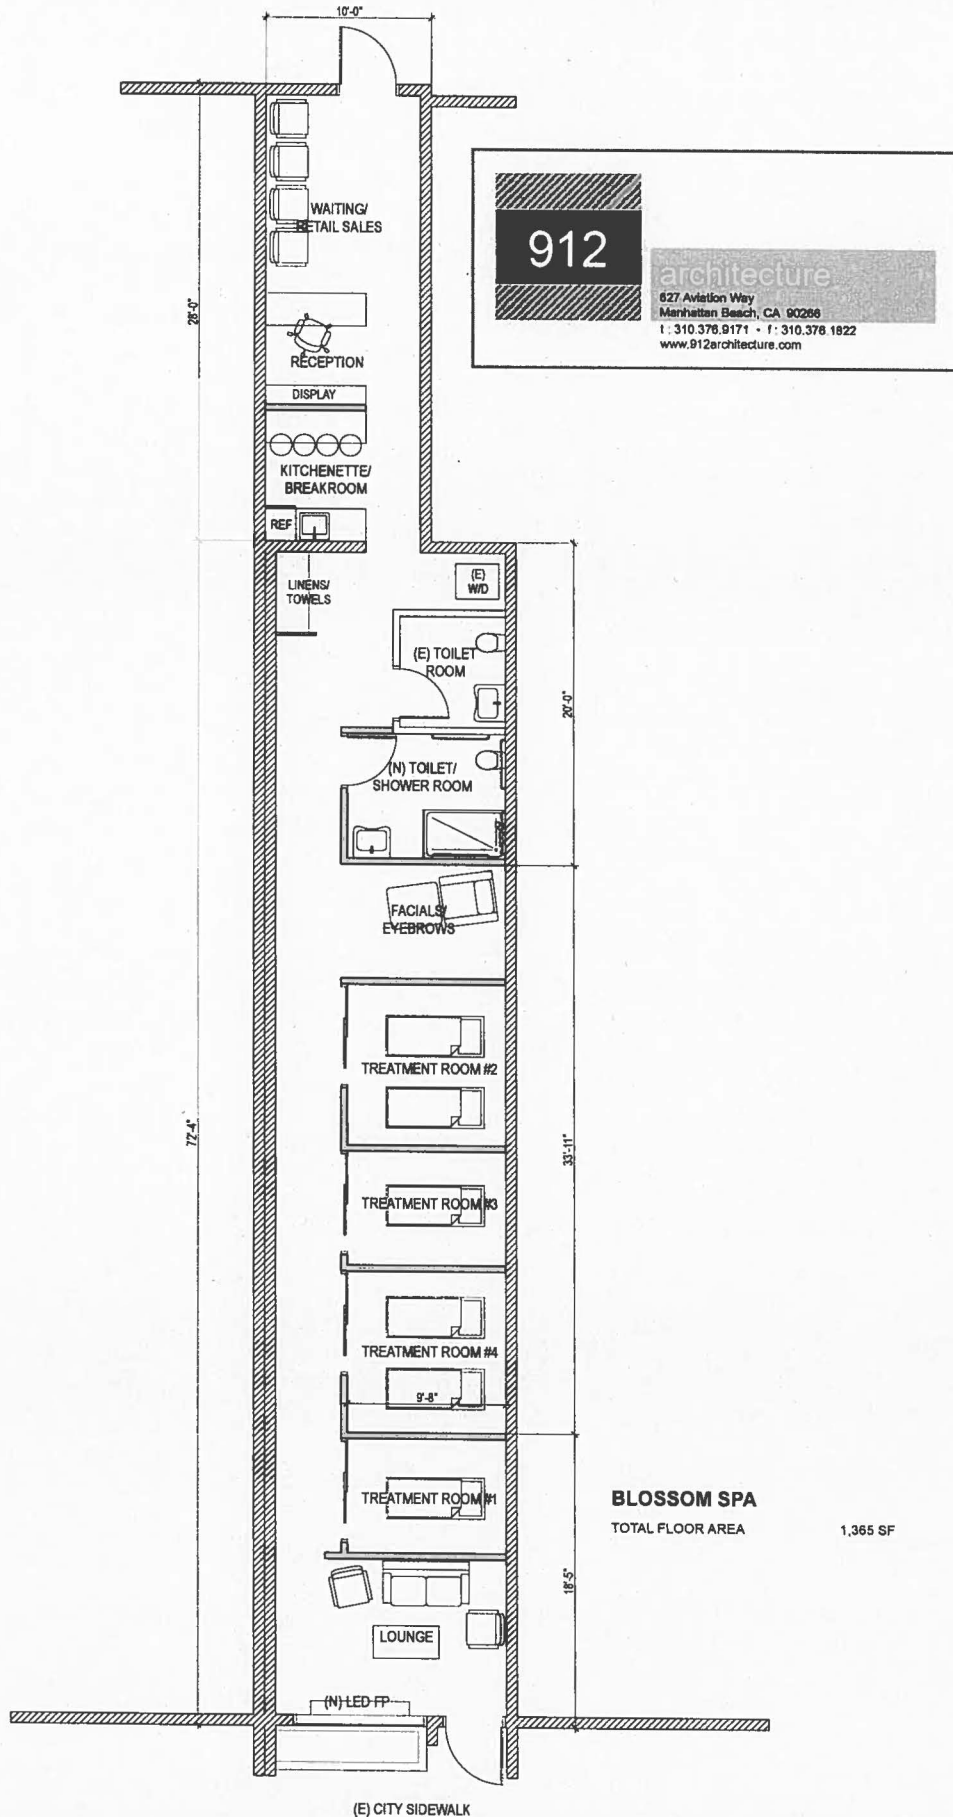 10'-0"
912
architecture
627 Aviation Way
Manhattan Beach, CA 90266
t : 310.376.9171 • f : 310.376.1822
www.912architecture.com
WAITING/
RETAIL SALES
28'-0"
RECEPTION
DISPLAY
KITCHENETTE/
BREAKROOM
REF
LINENS/
TOWELS
(E)
W/D
(E) TOILET
ROOM
20'-0"
(N) TOILET/
SHOWER ROOM
FACIALS/
EYEBROWS
TREATMENT ROOM #2
72'-4"
33'-11"
TREATMENT ROOM #3
TREATMENT ROOM #4
9'-8"
TREATMENT ROOM #1
BLOSSOM SPA
TOTAL FLOOR AREA 1,365 SF
18'-5"
LOUNGE
(N) LED FP
(E) CITY SIDEWALK